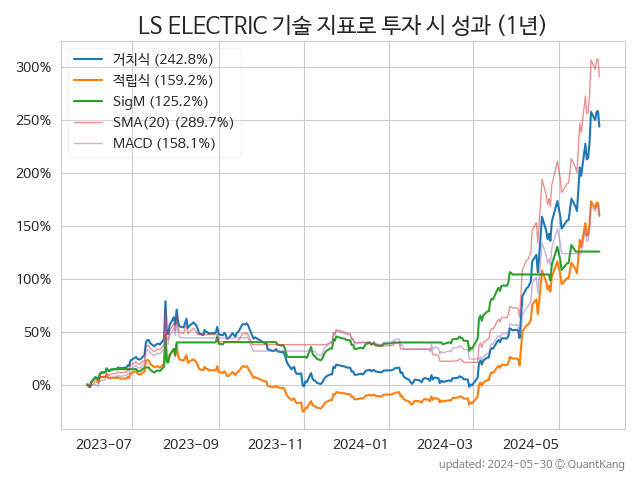 LS ELECTRIC 기술 지표로 투자 시 성과 (1년)
거치식 (242.8%)
적립식 (159.2%)
SigM (125.2%)
SMA(20) (289.7%)
MACD (158.1%)
300%
250%
200%
150%
100%
50%
0%
2023-07 2023-09 2023-11 2024-01 2024-03 2024-05
updated: 2024-05-30 © QuantKang